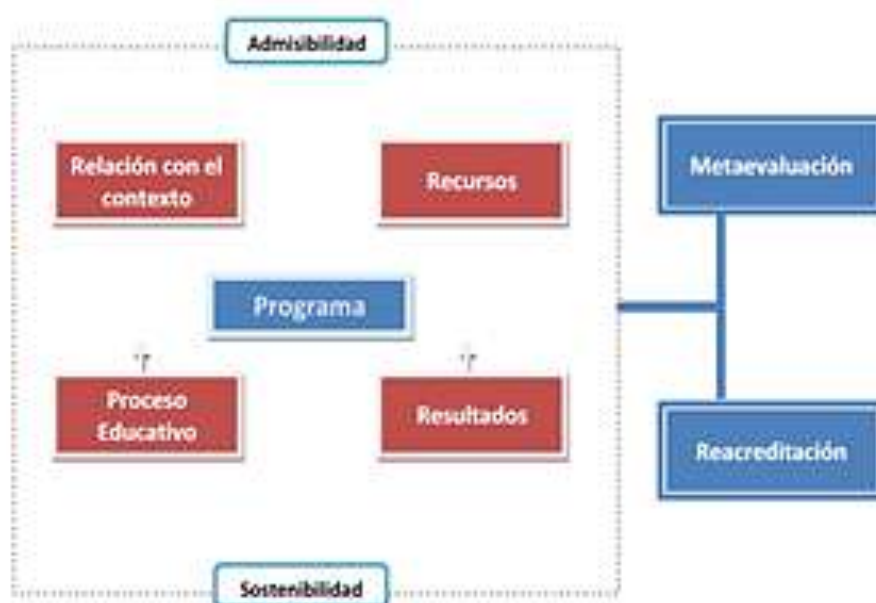 Admisibilidad
Relación con el
contexto
Recursos
Metaevaluación
Programa
Proceso
Educativo
Resultados
Reacreditación
Sostenibilidad